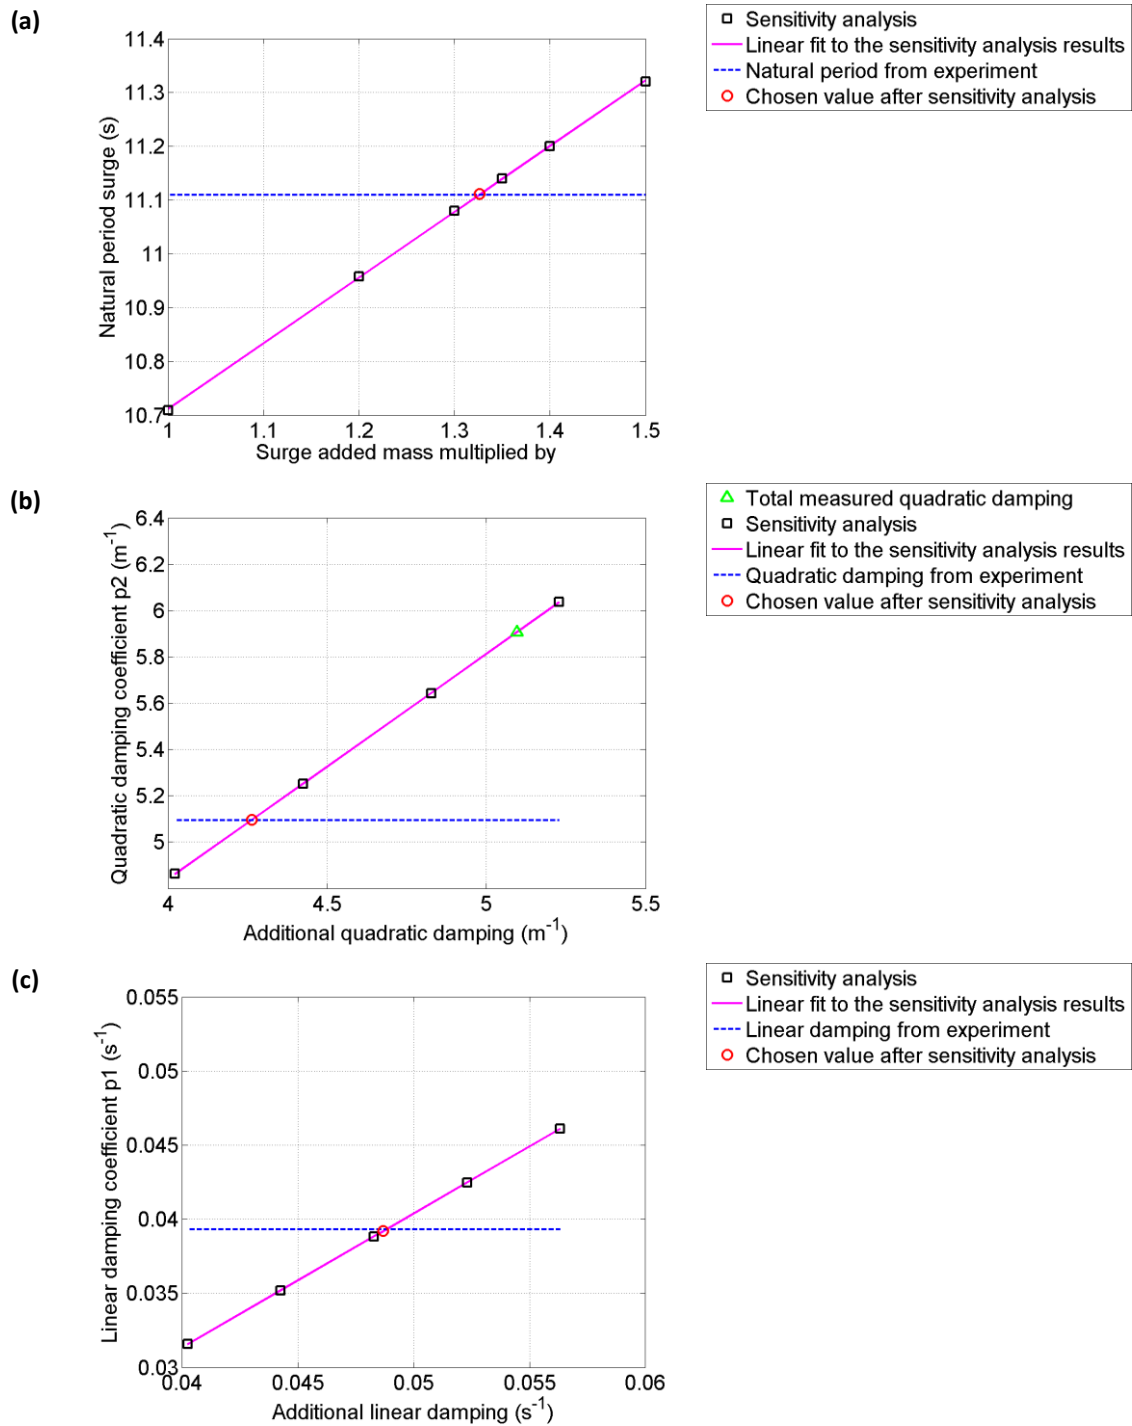 (a)
Natural period surge (s)
11.4
11.3
11.2
11.1
11
10.9
10.8
10.7
1
1.1
1.2
1.3
1.4
1.5
Surge added mass multiplied by
Sensitivity analysis
Linear fit to the sensitivity analysis results
Natural period from experiment
Chosen value after sensitivity analysis
(b)
Quadratic damping coefficient p2 (m⁻¹)
6.4
6.2
6
5.8
5.6
5.4
5.2
5
4
4.5
5
5.5
Additional quadratic damping (m⁻¹)
Total measured quadratic damping
Sensitivity analysis
Linear fit to the sensitivity analysis results
Quadratic damping from experiment
Chosen value after sensitivity analysis
(c)
Linear damping coefficient p1 (s⁻¹)
0.055
0.05
0.045
0.04
0.035
0.03
0.04
0.045
0.05
0.055
0.06
Additional linear damping (s⁻¹)
Sensitivity analysis
Linear fit to the sensitivity analysis results
Linear damping from experiment
Chosen value after sensitivity analysis